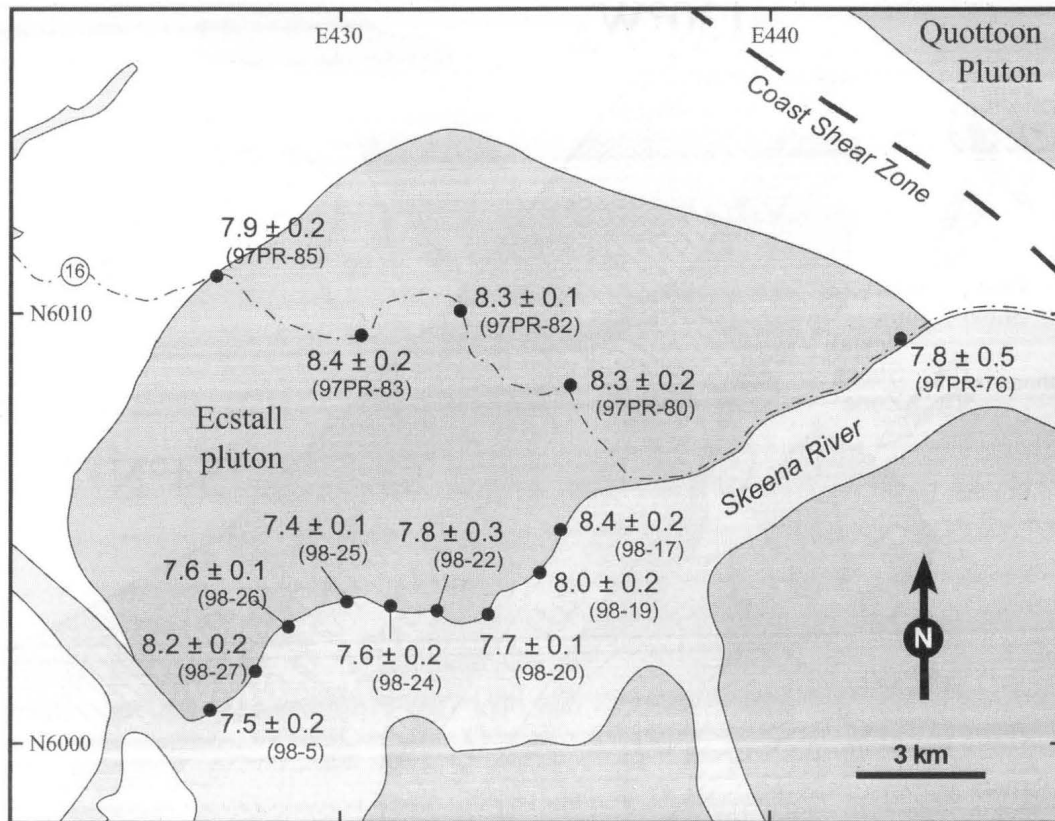 E430
E440
Quottoon
Pluton
Coast Shear Zone
7.9 ± 0.2
(97PR-85)
16
N6010
8.3 ± 0.1
(97PR-82)
8.4 ± 0.2
(97PR-83)
8.3 ± 0.2
(97PR-80)
7.8 ± 0.5
(97PR-76)
Ecstall
pluton
Skeena River
7.4 ± 0.1
(98-25)
7.8 ± 0.3
(98-22)
8.4 ± 0.2
(98-17)
7.6 ± 0.1
(98-26)
8.0 ± 0.2
(98-19)
8.2 ± 0.2
(98-27)
7.6 ± 0.2
(98-24)
7.7 ± 0.1
(98-20)
N
7.5 ± 0.2
(98-5)
N6000
3 km